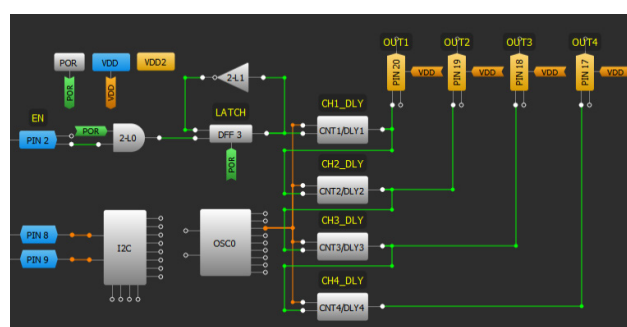 OUT1 OUT2 OUT3 OUT4
POR VDD VDD2
PIN 20 VDD PIN 19 VDD PIN 18 VDD PIN 17 VDD
2-L1
POR VDD
EN LATCH CH1_DLY
PIN 2 POR 2-L0 DFF 3 CNT1/DLY1
POR
CH2_DLY
CNT2/DLY2
CH3_DLY
PIN 8 I2C OSC0 CNT3/DLY3
PIN 9
CH4_DLY
CNT4/DLY4